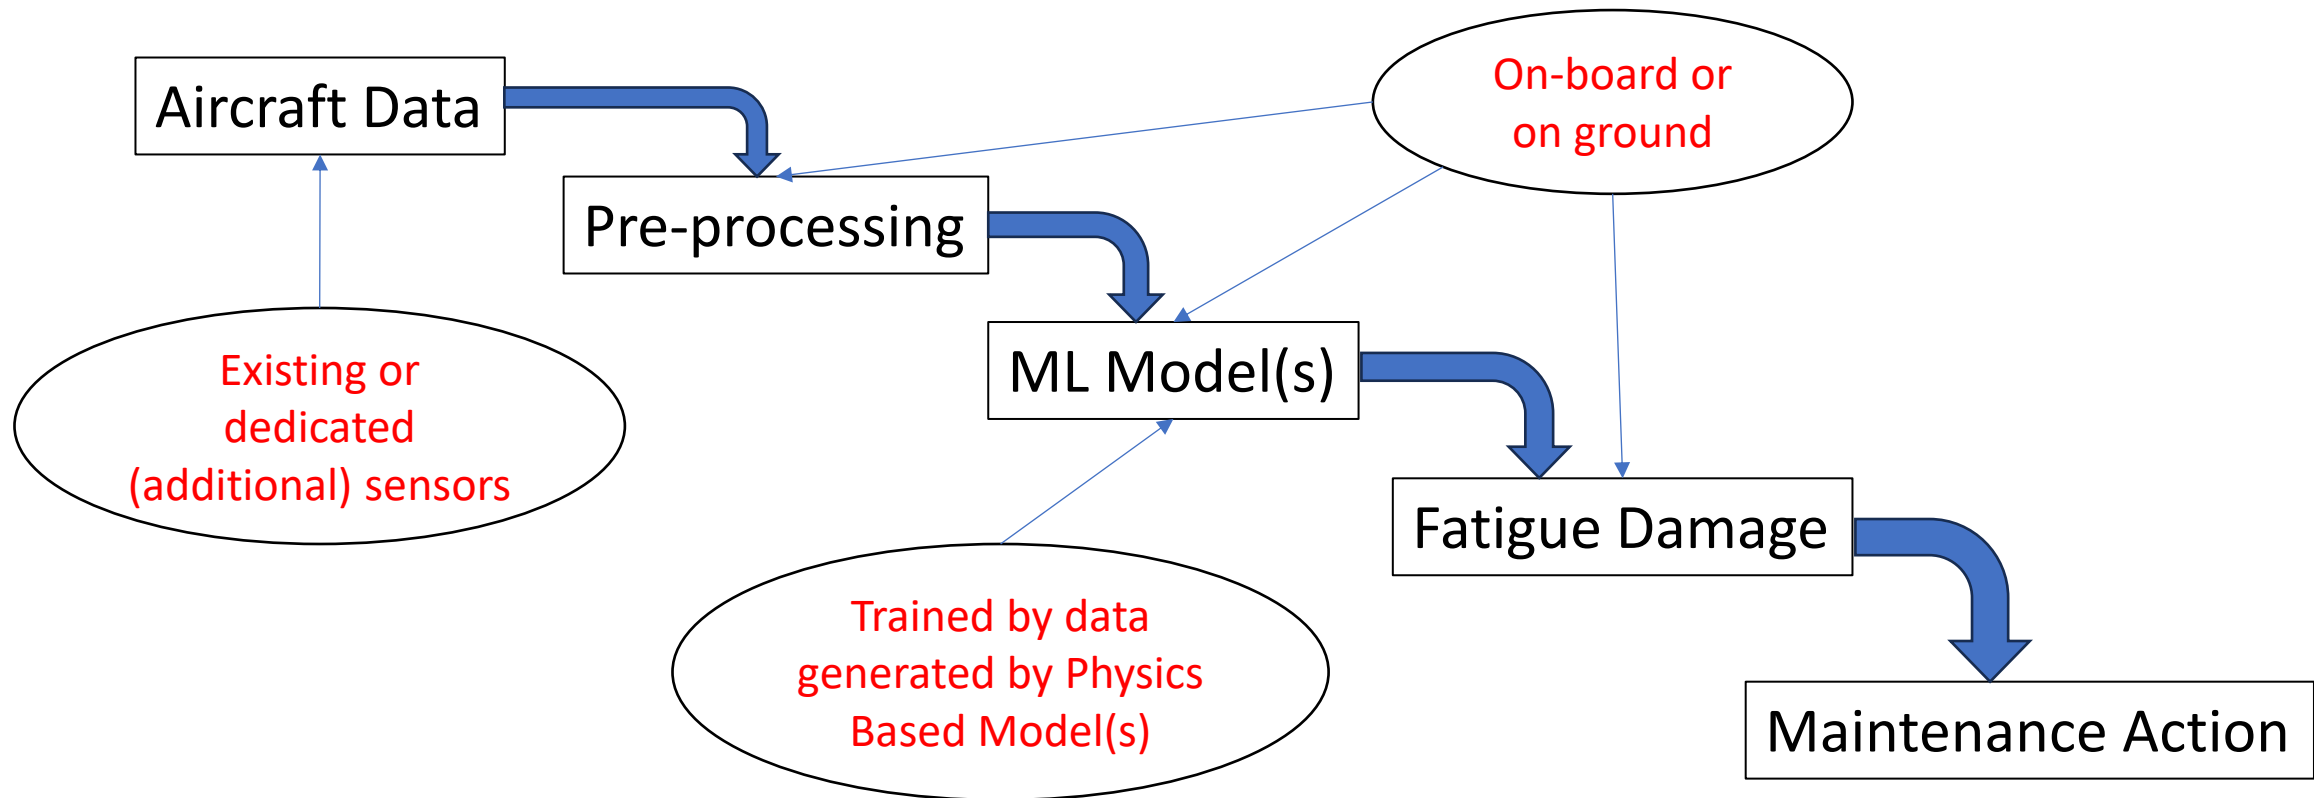 Aircraft Data
On-board or
on ground
Pre-processing
Existing or
dedicated
(additional) sensors
ML Model(s)
Fatigue Damage
Trained by data
generated by Physics
Based Model(s)
Maintenance Action